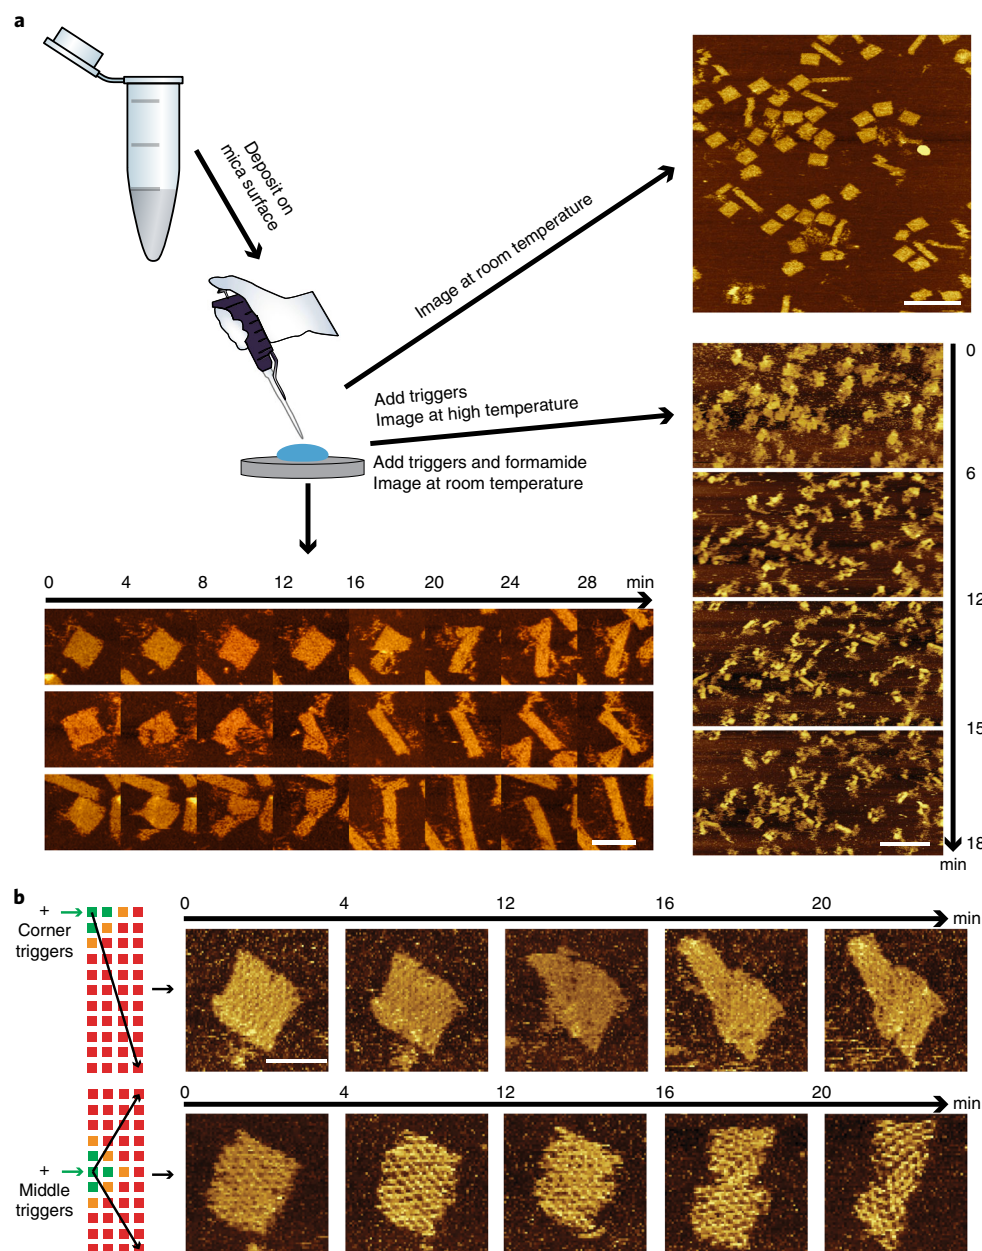 a
Deposit on
mica surface
Image at room temperature
Add triggers
Image at high temperature
Add triggers and formamide
Image at room temperature
0
6
12
15
18
min
0 4 8 12 16 20 24 28 min
b
+
Corner
triggers
0 4 12 16 20 min
+
Middle
triggers
0 4 12 16 20 min